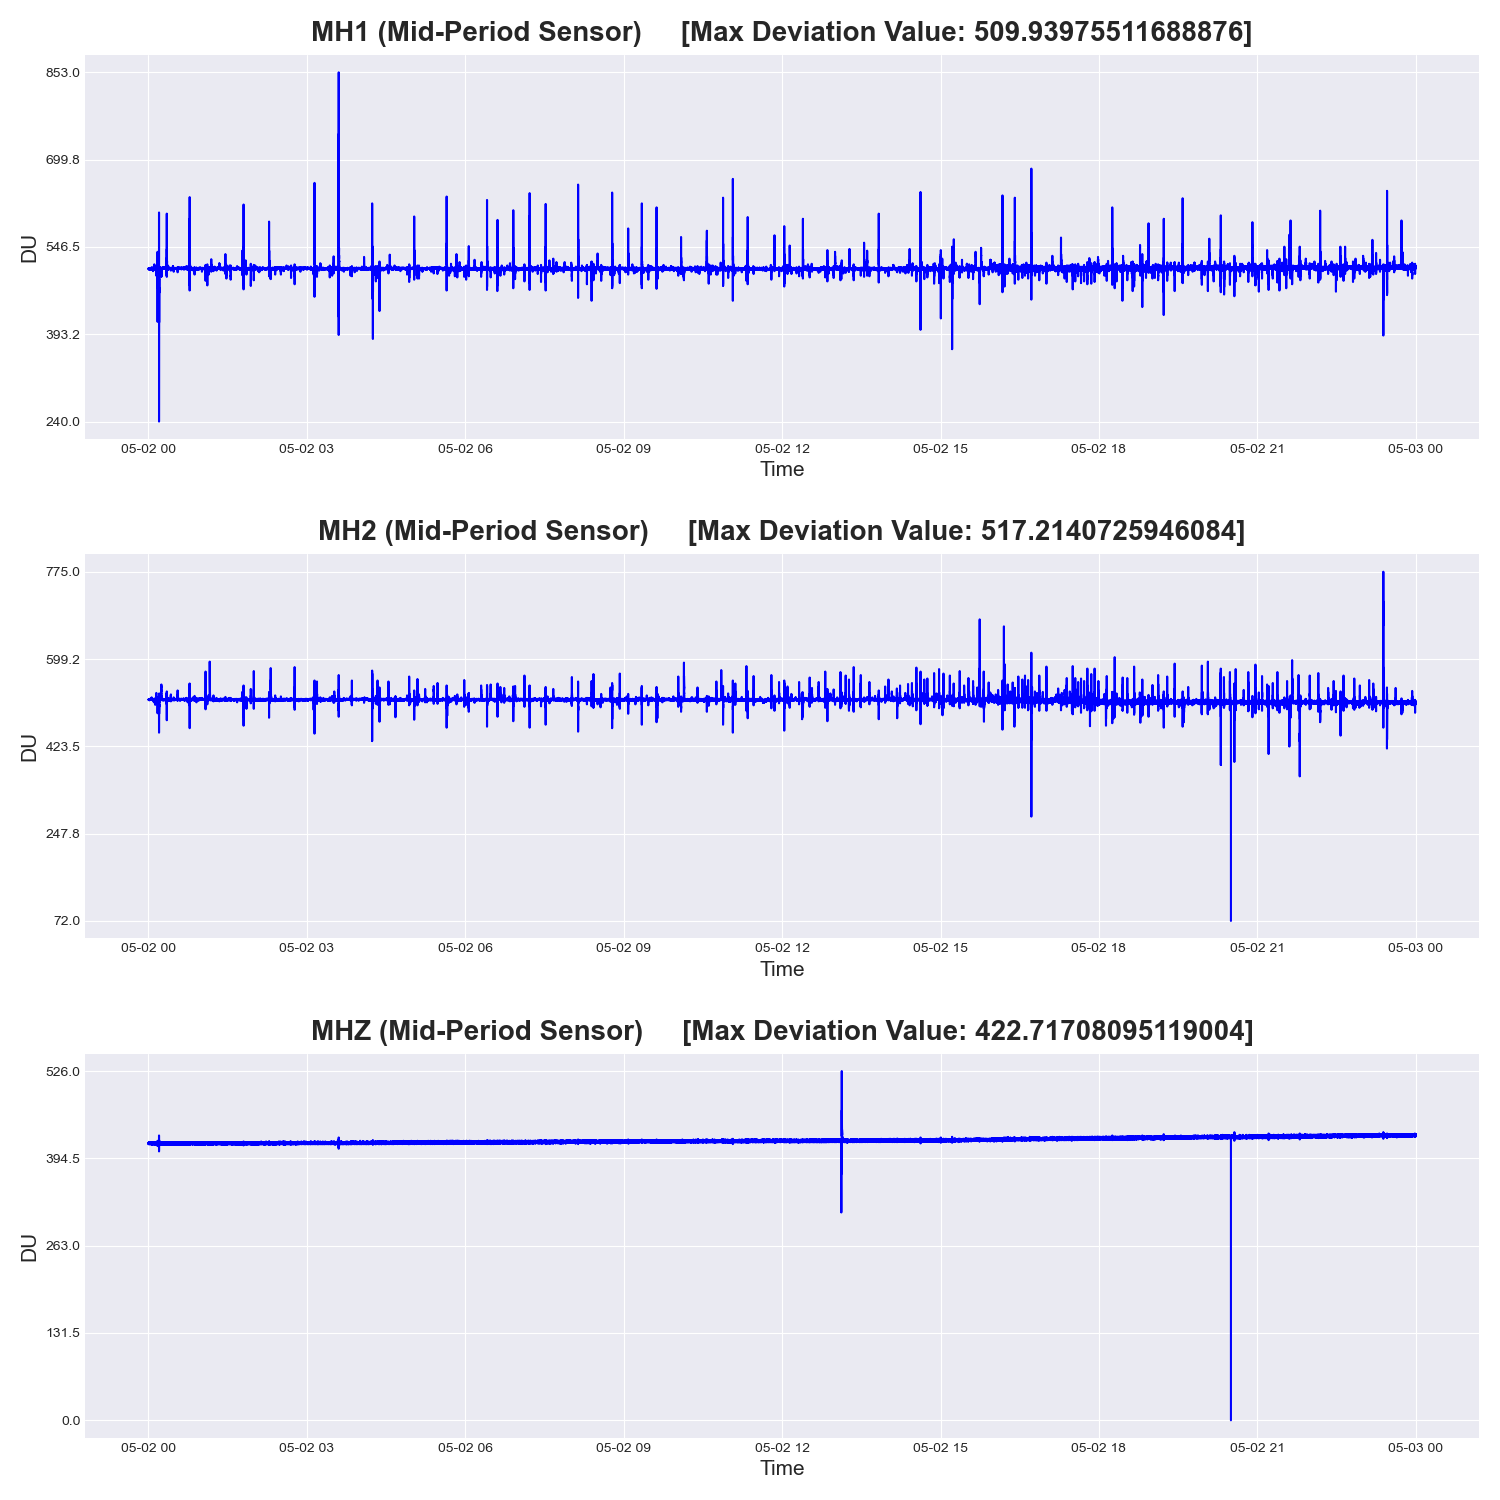 MH1 (Mid-Period Sensor) [Max Deviation Value: 509.93975511688876]
853.0
699.8
546.5
393.2
240.0
DU
05-02 00 05-02 03 05-02 06 05-02 09 05-02 12 05-02 15 05-02 18 05-02 21 05-03 00
Time
MH2 (Mid-Period Sensor) [Max Deviation Value: 517.2140725946084]
775.0
599.2
423.5
247.8
72.0
DU
05-02 00 05-02 03 05-02 06 05-02 09 05-02 12 05-02 15 05-02 18 05-02 21 05-03 00
Time
MHZ (Mid-Period Sensor) [Max Deviation Value: 422.71708095119004]
526.0
394.5
263.0
131.5
0.0
DU
05-02 00 05-02 03 05-02 06 05-02 09 05-02 12 05-02 15 05-02 18 05-02 21 05-03 00
Time